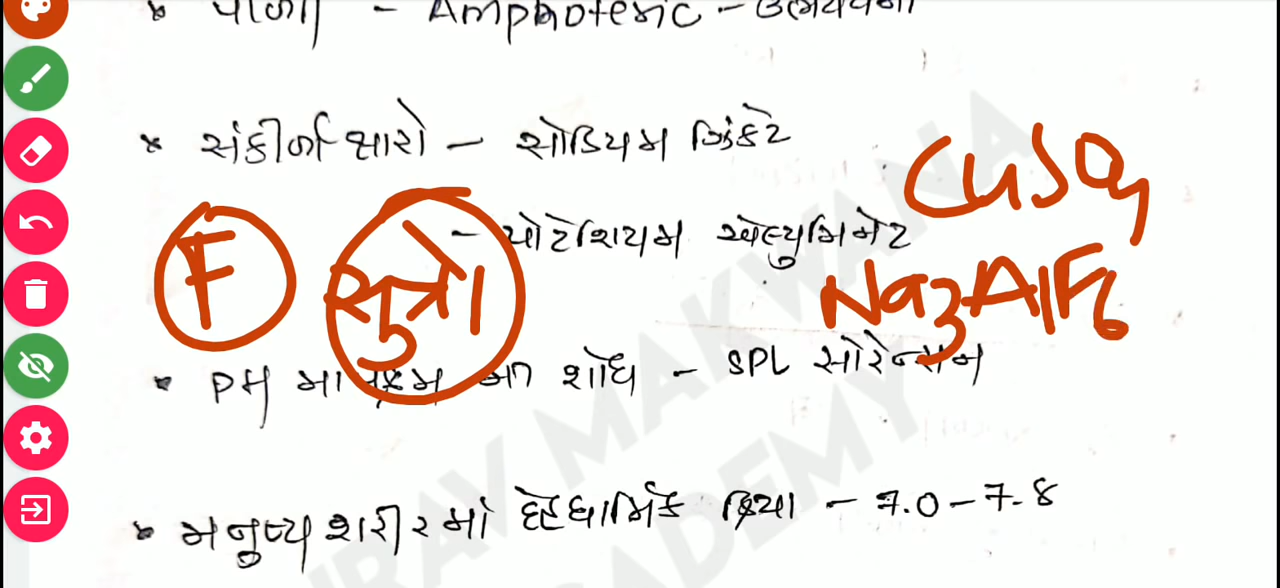 * પાણી - Amphoteric - ઉભયધર્મી
* સંકીર્ણ ક્ષારો - સોડિયમ ઝિંકેટ
CuSO4
- પોટેશિયમ એલ્યુમિનેટ
F સુત્રો Na3AlF6
* PH માપક્રમ ની શોધ - SPL સોરેન્સન
* મનુષ્ય શરીરમાં દેહધાર્મિક ક્રિયા - 7.0 - 7.8